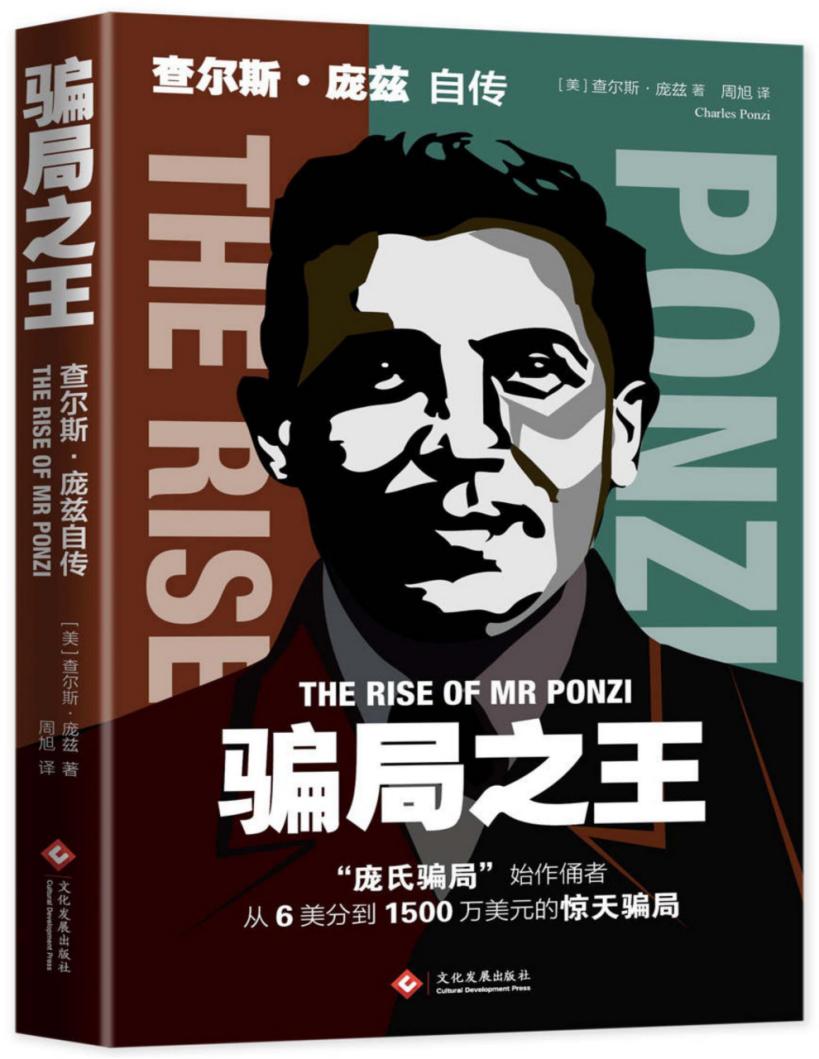 骗局之王
查尔斯·庞兹自传
THE RISE OF MR PONZI
[美]查尔斯·庞兹 著
周旭 译
文化发展出版社
Cultural Development Press
查尔斯·庞兹 自传
[美] 查尔斯·庞兹 著 周旭 译
Charles Ponzi
THE RISE
PONZI
THE RISE OF MR PONZI
骗局之王
“庞氏骗局”始作俑者
从 6 美分到 1500 万美元的惊天骗局
文化发展出版社
Cultural Development Press